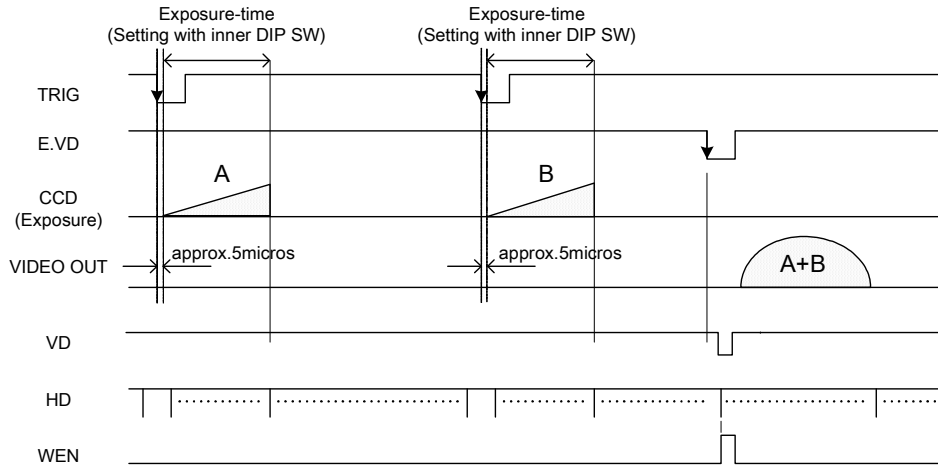 Exposure-time
(Setting with inner DIP SW)
Exposure-time
(Setting with inner DIP SW)
TRIG
E.VD
A
B
CCD
(Exposure)
approx.5micros
approx.5micros
VIDEO OUT
A+B
VD
HD
WEN